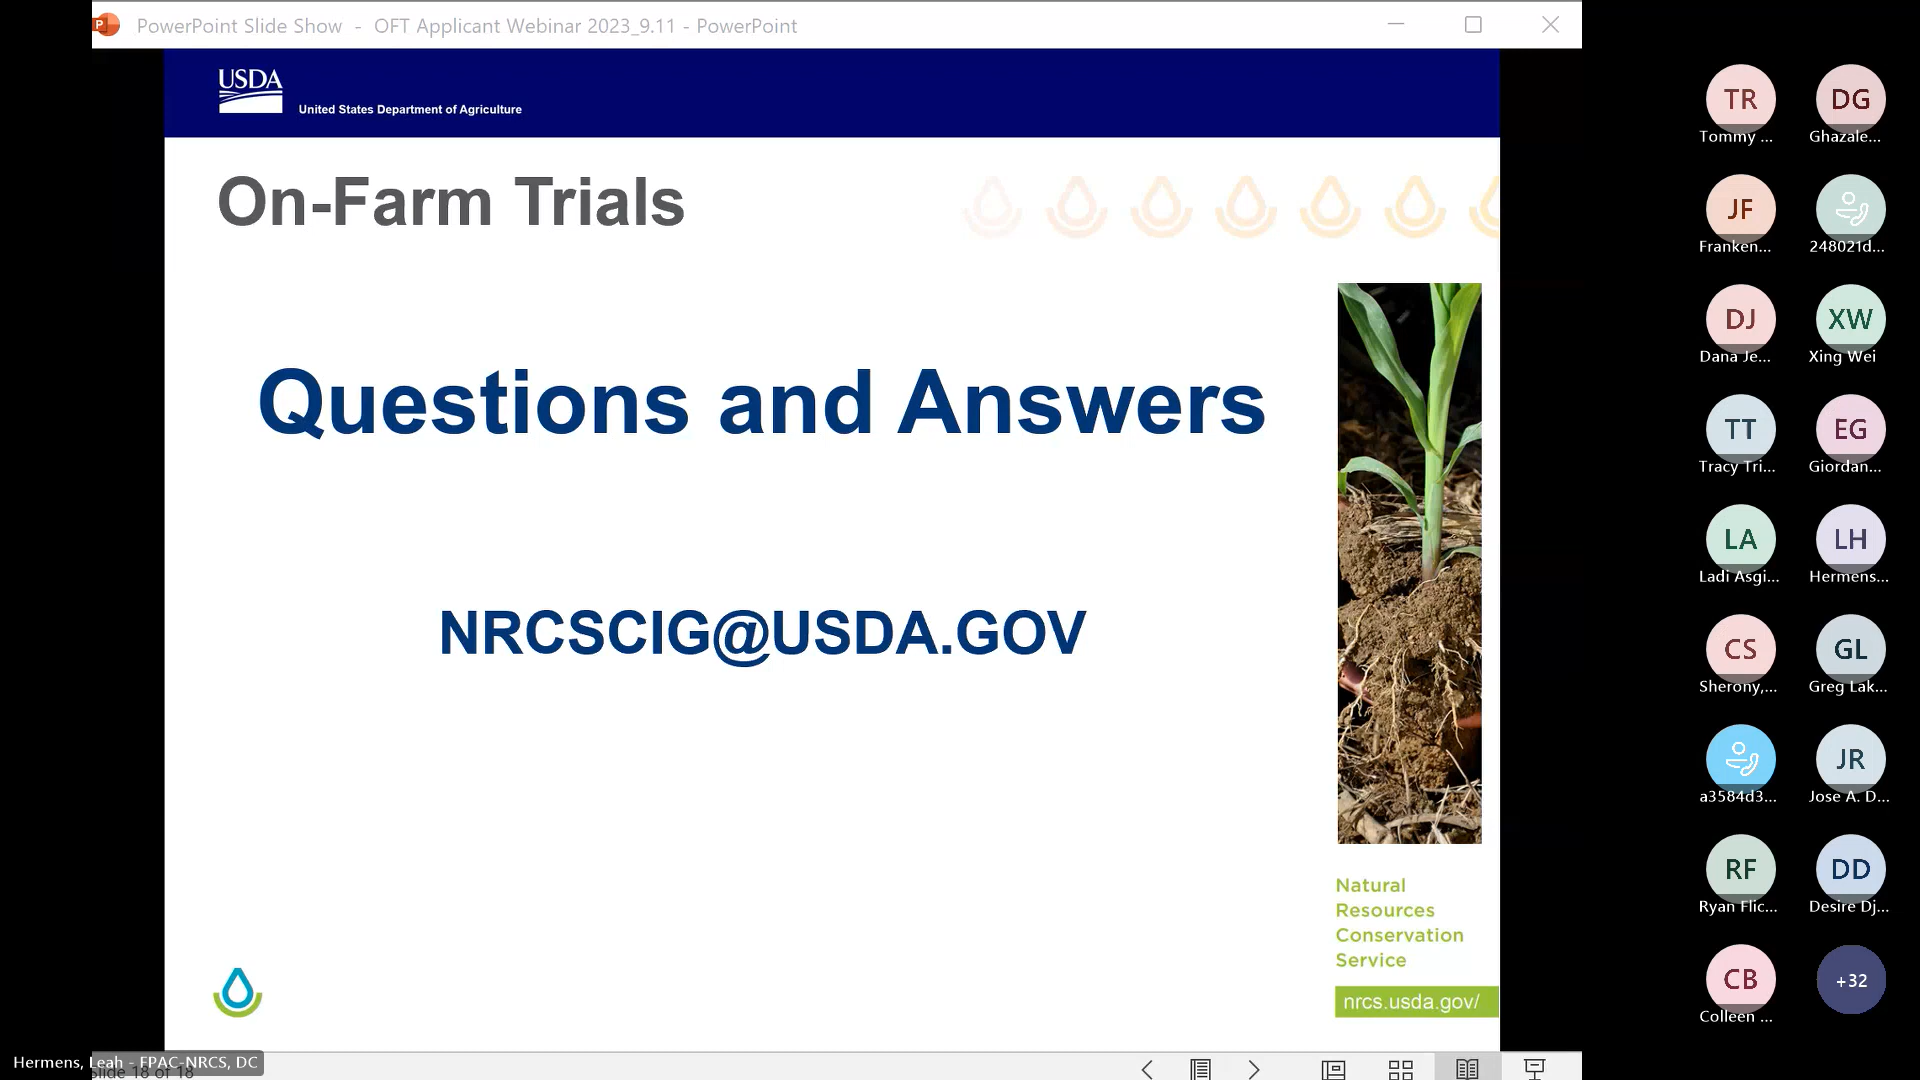 PowerPoint Slide Show - OFT Applicant Webinar 2023_9.11 - PowerPoint
USDA
United States Department of Agriculture
On-Farm Trials
Questions and Answers
NRCSCIG@USDA.GOV
Natural
Resources
Conservation
Service
nrcs.usda.gov/
Hermens, Leah - FPAC-NRCS, DC
Slide 18 of 18
TR
Tommy ...
DG
Ghazale...
JF
Franken...
248021d...
DJ
Dana Je...
XW
Xing Wei
TT
Tracy Tri...
EG
Giordan...
LA
Ladi Asgi...
LH
Hermens...
CS
Sherony,...
GL
Greg Lak...
a3584d3...
JR
Jose A. D...
RF
Ryan Flic...
DD
Desire Dj...
CB
Colleen ...
+32